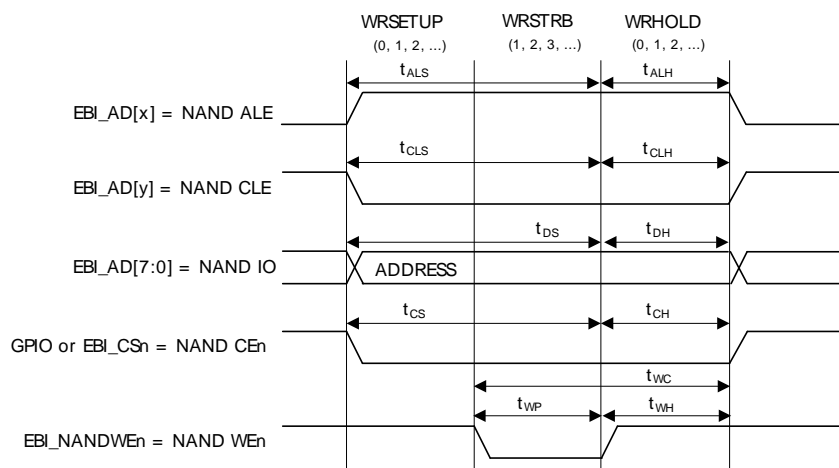 WRSETUP WRSTRB WRHOLD
(0, 1, 2, ...) (1, 2, 3, ...) (0, 1, 2, ...)
tALS tALH
EBI_AD[x] = NAND ALE
tCLS tCLH
EBI_AD[y] = NAND CLE
tDS tDH
EBI_AD[7:0] = NAND IO ADDRESS
tCS tCH
GPIO or EBI_CSn = NAND CEn
tWC
tWP tWH
EBI_NANDWEn = NAND WEn